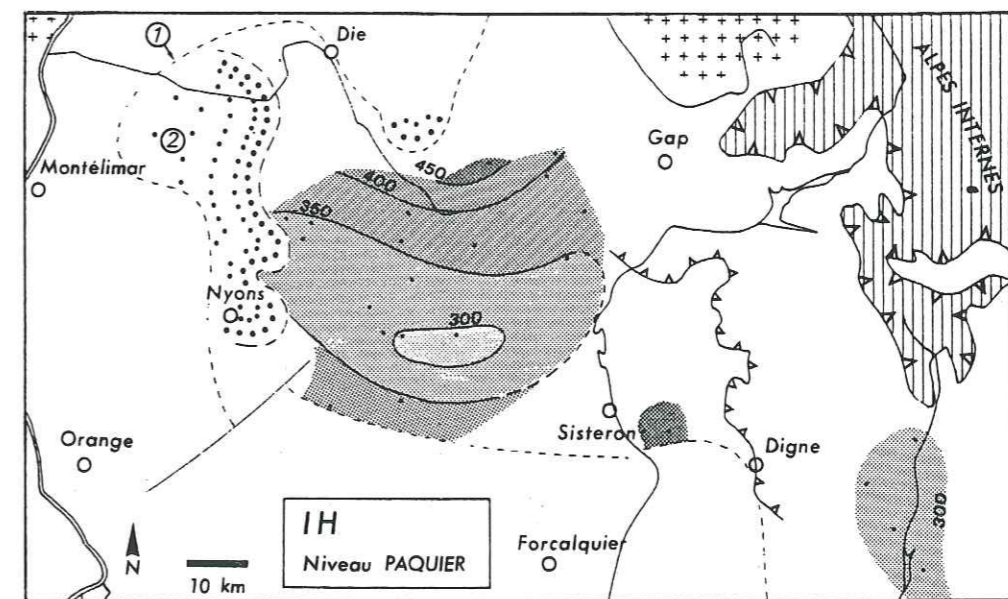 1
Die
ALPES INTERNES
2
Gap
Montélimar
450
400
350
Nyons
300
Sisteron
Orange
Digne
300
IH
Niveau PAQUIER
Forcalquier
N
10 km